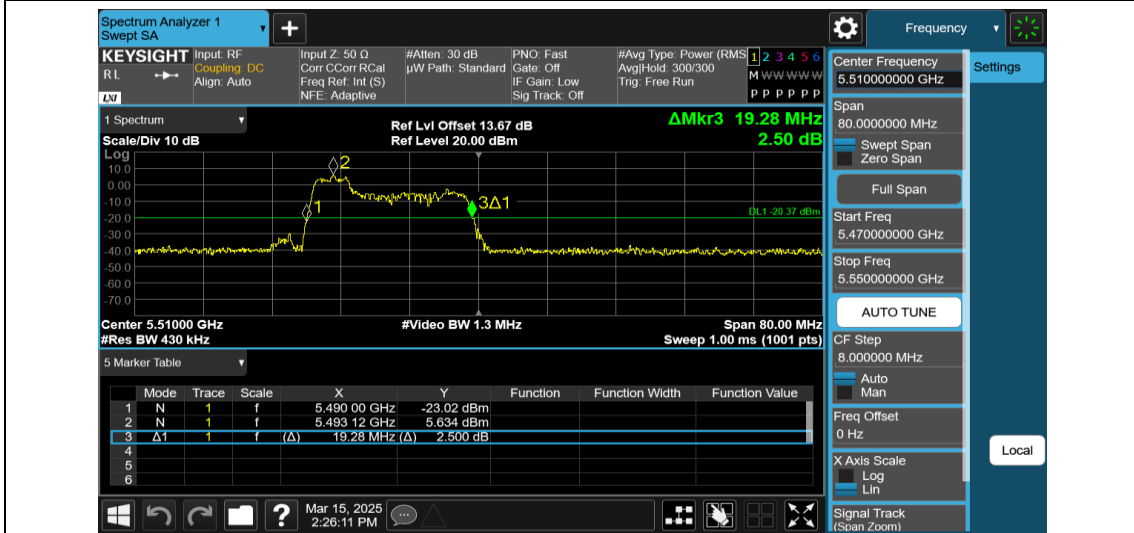 Spectrum Analyzer 1
Swept SA
+
Frequency
KEYSIGHT
R L
LXI
Input: RF
Coupling: DC
Align: Auto
Input Z: 50 Ω
Corr CCorr RCal
Freq Ref: Int (S)
NFE: Adaptive
#Atten: 30 dB
µW Path: Standard
PNO: Fast
Gate: Off
IF Gain: Low
Sig Track: Off
#Avg Type: Power (RMS
Avg|Hold: 300/300
Trig: Free Run
1 2 3 4 5 6
M W W W W W
P P P P P P
1 Spectrum
Scale/Div 10 dB
Ref Lvl Offset 13.67 dB
Ref Level 20.00 dBm
ΔMkr3 19.28 MHz
2.50 dB
Log
10.0
0.00
-10.0
-20.0
-30.0
-40.0
-50.0
-60.0
-70.0
2
1
3Δ1
DL1 -20.37 dBm
Center 5.51000 GHz
#Video BW 1.3 MHz
Span 80.00 MHz
#Res BW 430 kHz
Sweep 1.00 ms (1001 pts)
5 Marker Table
Mode Trace Scale X Y Function Function Width Function Value
1 N 1 f 5.490 00 GHz -23.02 dBm
2 N 1 f 5.493 12 GHz 5.634 dBm
3 Δ1 1 f (Δ) 19.28 MHz (Δ) 2.500 dB
4
5
6
?
Mar 15, 2025
2:26:11 PM
Center Frequency
5.510000000 GHz
Span
80.0000000 MHz
Swept Span
Zero Span
Full Span
Start Freq
5.470000000 GHz
Stop Freq
5.550000000 GHz
AUTO TUNE
CF Step
8.000000 MHz
Auto
Man
Freq Offset
0 Hz
X Axis Scale
Log
Lin
Signal Track
(Span Zoom)
Settings
Local